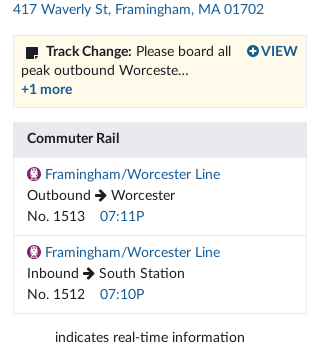 417 Waverly St, Framingham, MA 01702
Track Change: Please board all
VIEW
peak outbound Worceste...
+1 more
Commuter Rail
Framingham/Worcester Line
Outbound → Worcester
No. 1513 07:11P
Framingham/Worcester Line
Inbound → South Station
No. 1512 07:10P
indicates real-time information